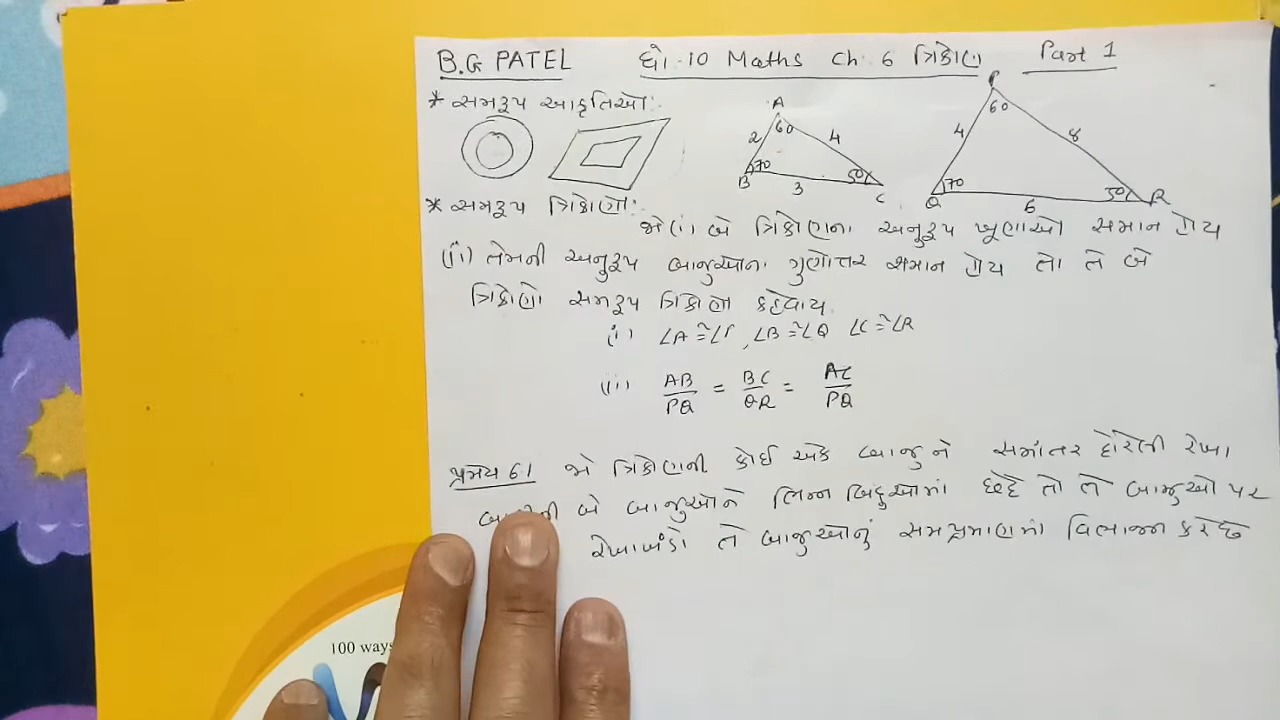 B.G PATEL ધો-10 Maths Ch 6 ત્રિકોણ Part 1
* સમરૂપ આકૃતિઓ:
A
60
2
4
70
B
3
50
C
P
60
4
8
70
Q
6
50
R
* સમરૂપ ત્રિકોણો:
જો (i) બે ત્રિકોણના અનુરૂપ ખૂણાઓ સમાન હોય
(ii) તેમની અનુરૂપ બાજુઓના ગુણોત્તર સમાન હોય તો તે બે
ત્રિકોણો સમરૂપ ત્રિકોણો કહેવાય
(i) ∠A ≅ ∠P, ∠B ≅ ∠Q ∠C ≅ ∠R
(ii) AB/PQ = BC/QR = AC/PQ
પ્રમેય 6.1 જો ત્રિકોણની કોઈ એક બાજુને સમાંતર દોરેલી રેખા
બે બાજુઓને ભિન્ન બિંદુઓમાં છેદે તો તે બાજુઓ પર
રેખાખંડો તે બાજુઓનું સમપ્રમાણમાં વિભાજન કરે છે
100 ways